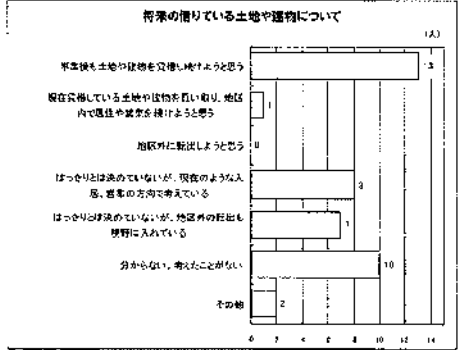 将来の借りている土地や建物について
(人)
事業後も土地や建物を賃借し続けようと思う
13
現在賃借している土地や建物を買い取り、地区
内で居住や営業を続けようと思う
1
地区外に転出しようと思う
0
はっきりとは決めていないが、現在のような入
居、営業の方向で考えている
8
はっきりとは決めていないが、地区外の転出も
視野に入れている
分からない、考えたことがない
10
その他
2
0 2 4 6 8 10 12 14